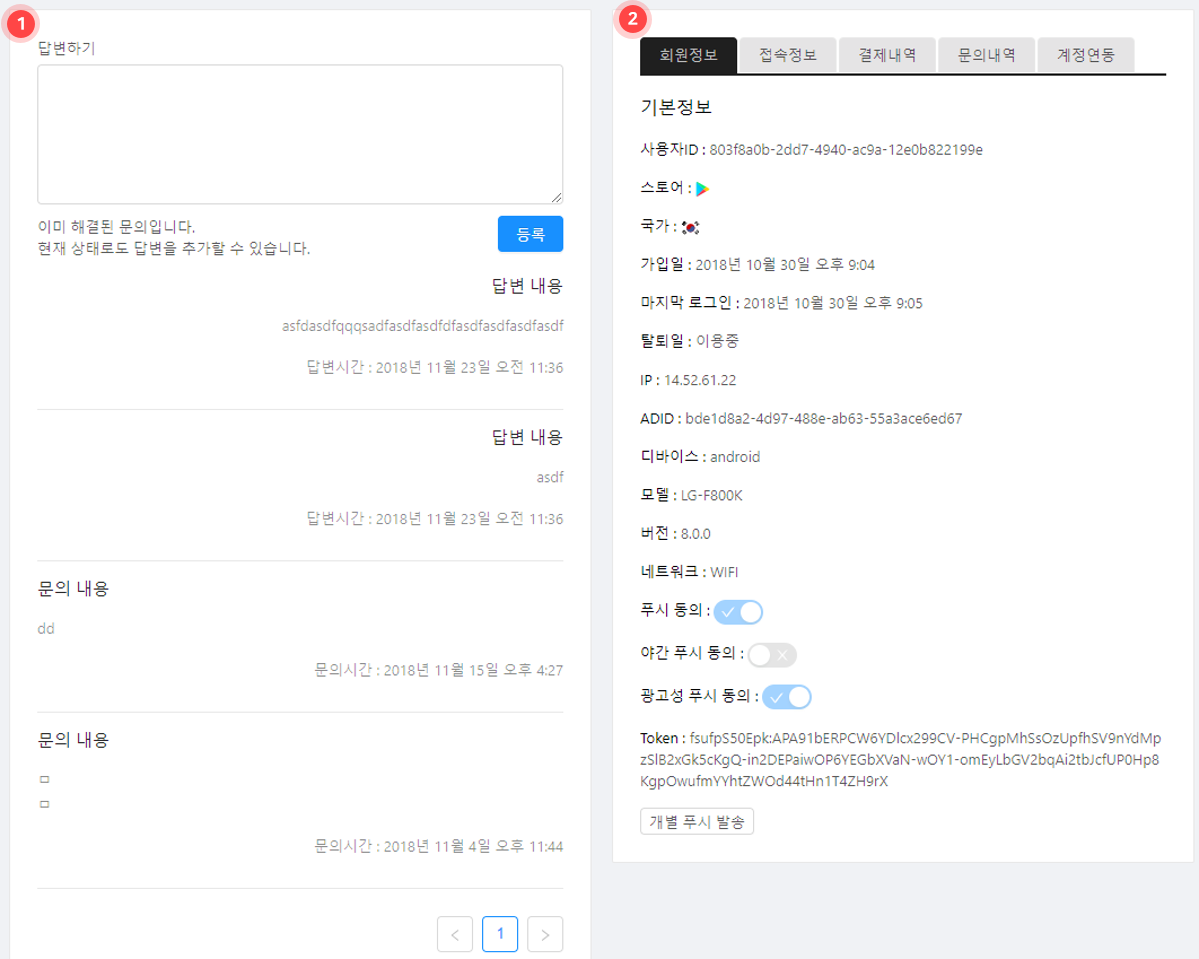 1
답변하기
이미 해결된 문의입니다.
현재 상태로도 답변을 추가할 수 있습니다.
등록
답변 내용
asfdasdfqqqsadfasdfasdfdfasdfasdfasdfasdf
답변시간 : 2018년 11월 23일 오전 11:36
답변 내용
asdf
답변시간 : 2018년 11월 23일 오전 11:36
문의 내용
dd
문의시간 : 2018년 11월 15일 오후 4:27
문의 내용
ㅁ
ㅁ
문의시간 : 2018년 11월 4일 오후 11:44
< 1 >
2
회원정보 접속정보 결제내역 문의내역 계정연동
기본정보
사용자ID : 803f8a0b-2dd7-4940-ac9a-12e0b822199e
스토어 :
국가 :
가입일 : 2018년 10월 30일 오후 9:04
마지막 로그인 : 2018년 10월 30일 오후 9:05
탈퇴일 : 이용중
IP : 14.52.61.22
ADID : bde1d8a2-4d97-488e-ab63-55a3ace6ed67
디바이스 : android
모델 : LG-F800K
버전 : 8.0.0
네트워크 : WIFI
푸시 동의 :
야간 푸시 동의 :
광고성 푸시 동의 :
Token : fsufpS50Epk:APA91bERPCW6YDlcx299CV-PHCgpMhSsOzUpfhSV9nYdMp
zSlB2xGk5cKgQ-in2DEPaiwOP6YEGbXVaN-wOY1-omEyLbGV2bqAi2tbJcfUP0Hp8
KgpOwufmYYhtZWOd44tHn1T4ZH9rX
개별 푸시 발송